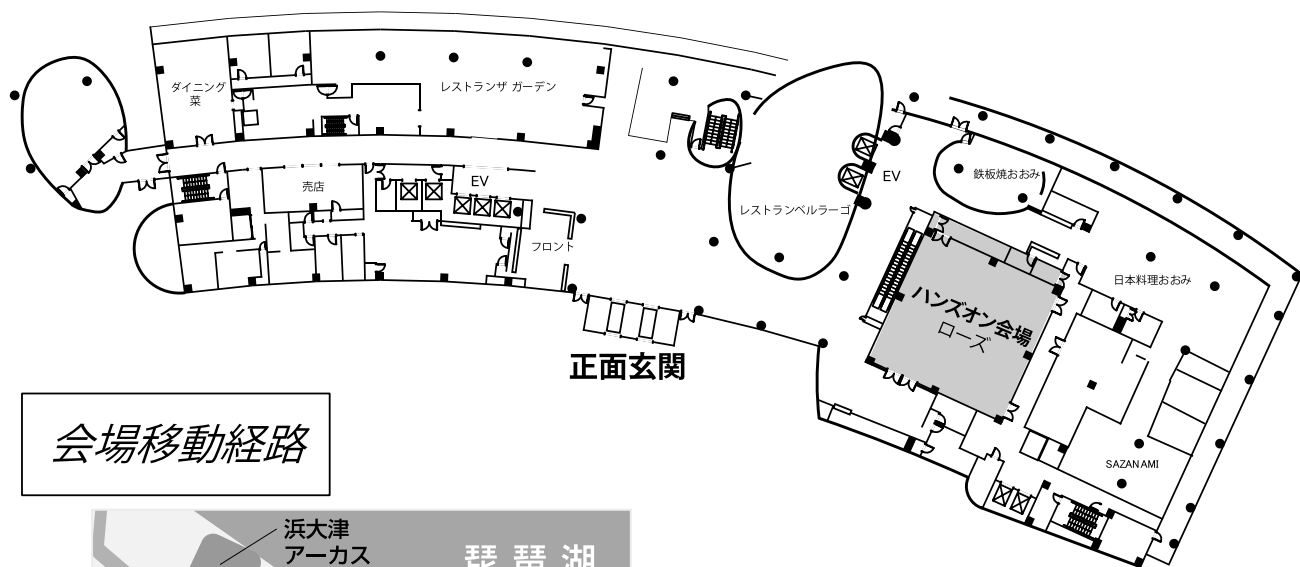 ダイニング
菜
レストランザ ガーデン
売店
EV
フロント
レストランベルラーゴ
EV
鉄板焼おおみ
日本料理おおみ
ハンズオン会場
ローズ
SAZANAMI
正面玄関
会場移動経路
浜大津
アーカス
琵琶湖